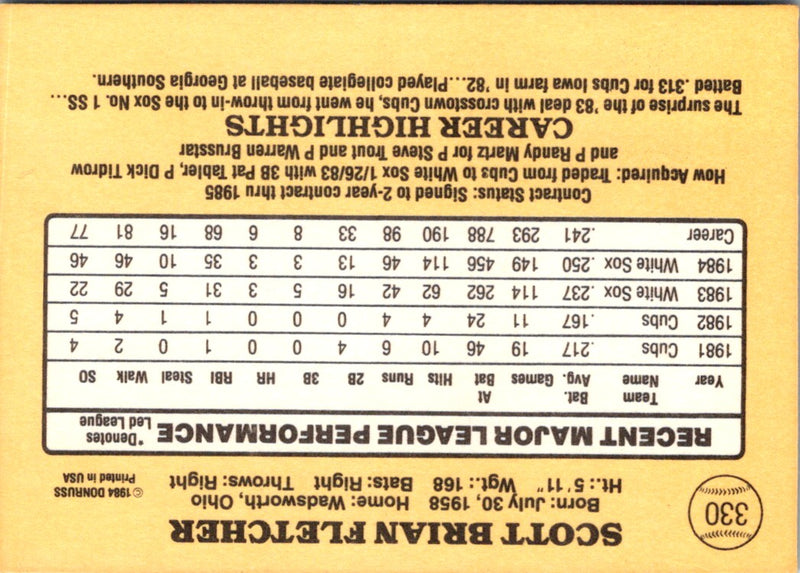 330
SCOTT BRIAN FLETCHER
Born: July 30, 1958 Home: Wadsworth, Ohio
Ht.: 5'11" Wgt.: 168 Bats: Right Throws: Right
© 1984 DONRUSS
Printed in USA
RECENT MAJOR LEAGUE PERFORMANCE
*Denotes
Led League
Year Team Name Bat. Avg. Games At Bat Hits Runs 2B 3B HR RBI Steal Walk SO
1981 Cubs .217 19 46 10 6 4 0 0 1 0 2 4
1982 Cubs .167 11 24 4 4 0 0 0 1 1 4 5
1983 White Sox .237 114 262 62 42 16 5 3 31 5 29 22
1984 White Sox .250 149 456 114 46 13 3 3 35 10 46 46
Career .241 293 788 190 98 33 8 6 68 16 81 77
Contract Status: Signed to 2-year contract thru 1985
How Acquired: Traded from Cubs to White Sox 1/26/83 with 3B Pat Tabler, P Dick Tidrow
and P Randy Martz for P Steve Trout and P Warren Brusstar
CAREER HIGHLIGHTS
The surprise of the '83 deal with crosstown Cubs, he went from throw-in to the Sox No. 1 SS...
Batted .313 for Cubs Iowa farm in '82...Played collegiate baseball at Georgia Southern.